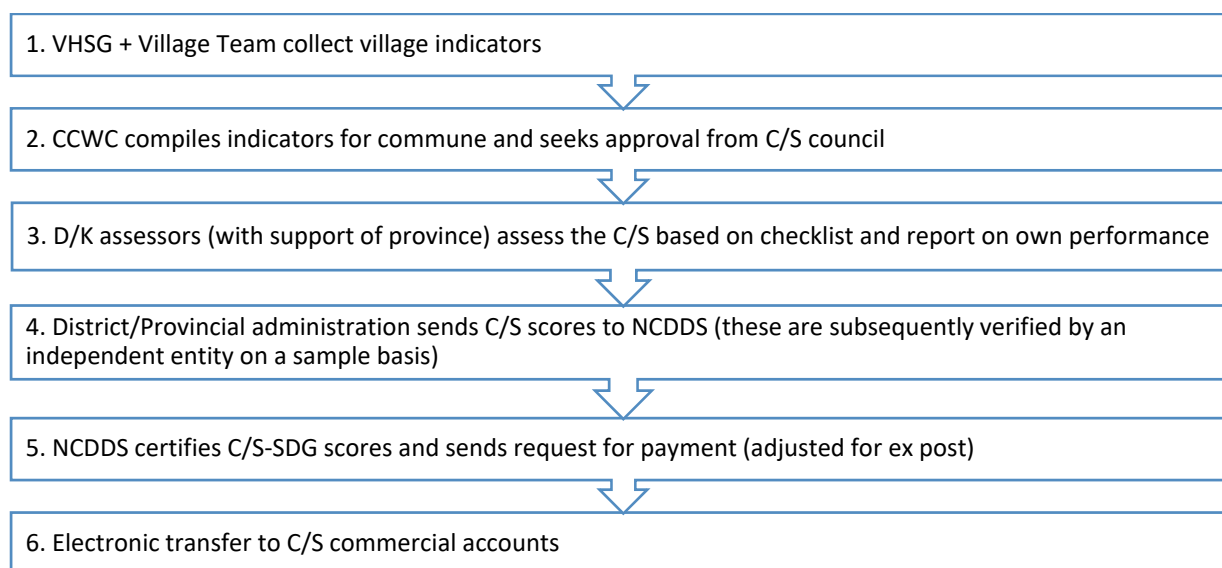 1. VHSG + Village Team collect village indicators
2. CCWC compiles indicators for commune and seeks approval from C/S council
3. D/K assessors (with support of province) assess the C/S based on checklist and report on own performance
4. District/Provincial administration sends C/S scores to NCDDS (these are subsequently verified by an
independent entity on a sample basis)
5. NCDDS certifies C/S-SDG scores and sends request for payment (adjusted for ex post)
6. Electronic transfer to C/S commercial accounts